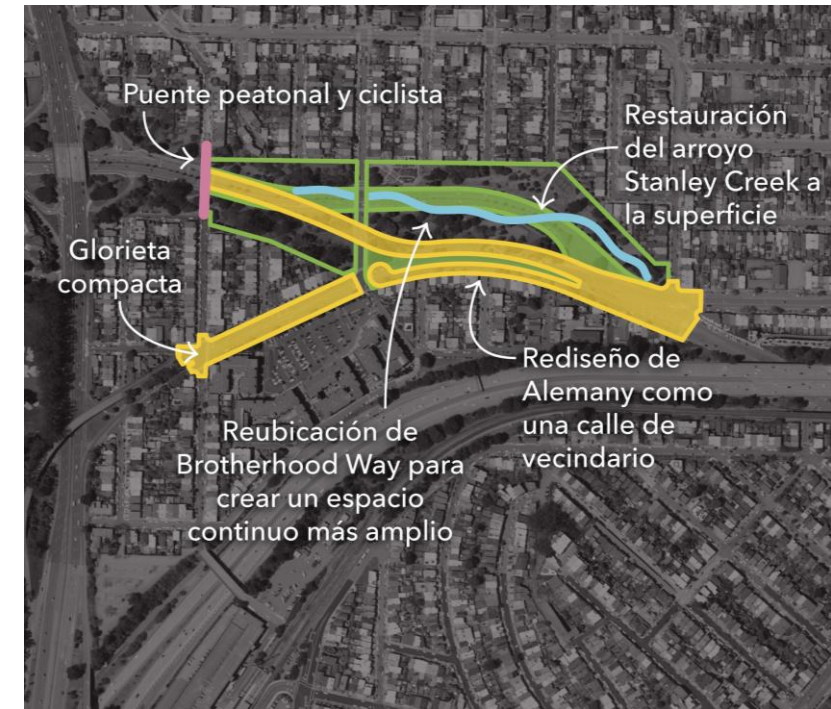 Puente peatonal y ciclista
Restauración
del arroyo
Stanley Creek a
la superficie
Glorieta
compacta
Rediseño de
Alemany como
una calle de
vecindario
Reubicación de
Brotherhood Way para
crear un espacio
continuo más amplio